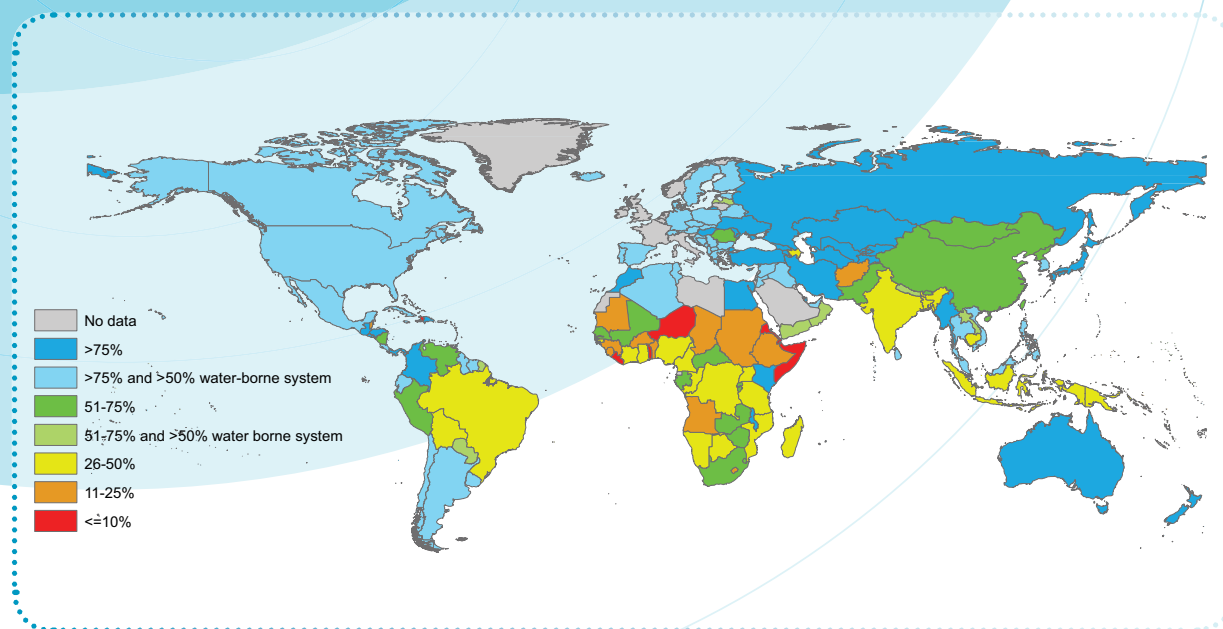 No data
>75%
>75% and >50% water-borne system
51-75%
51-75% and >50% water borne system
26-50%
11-25%
<=10%